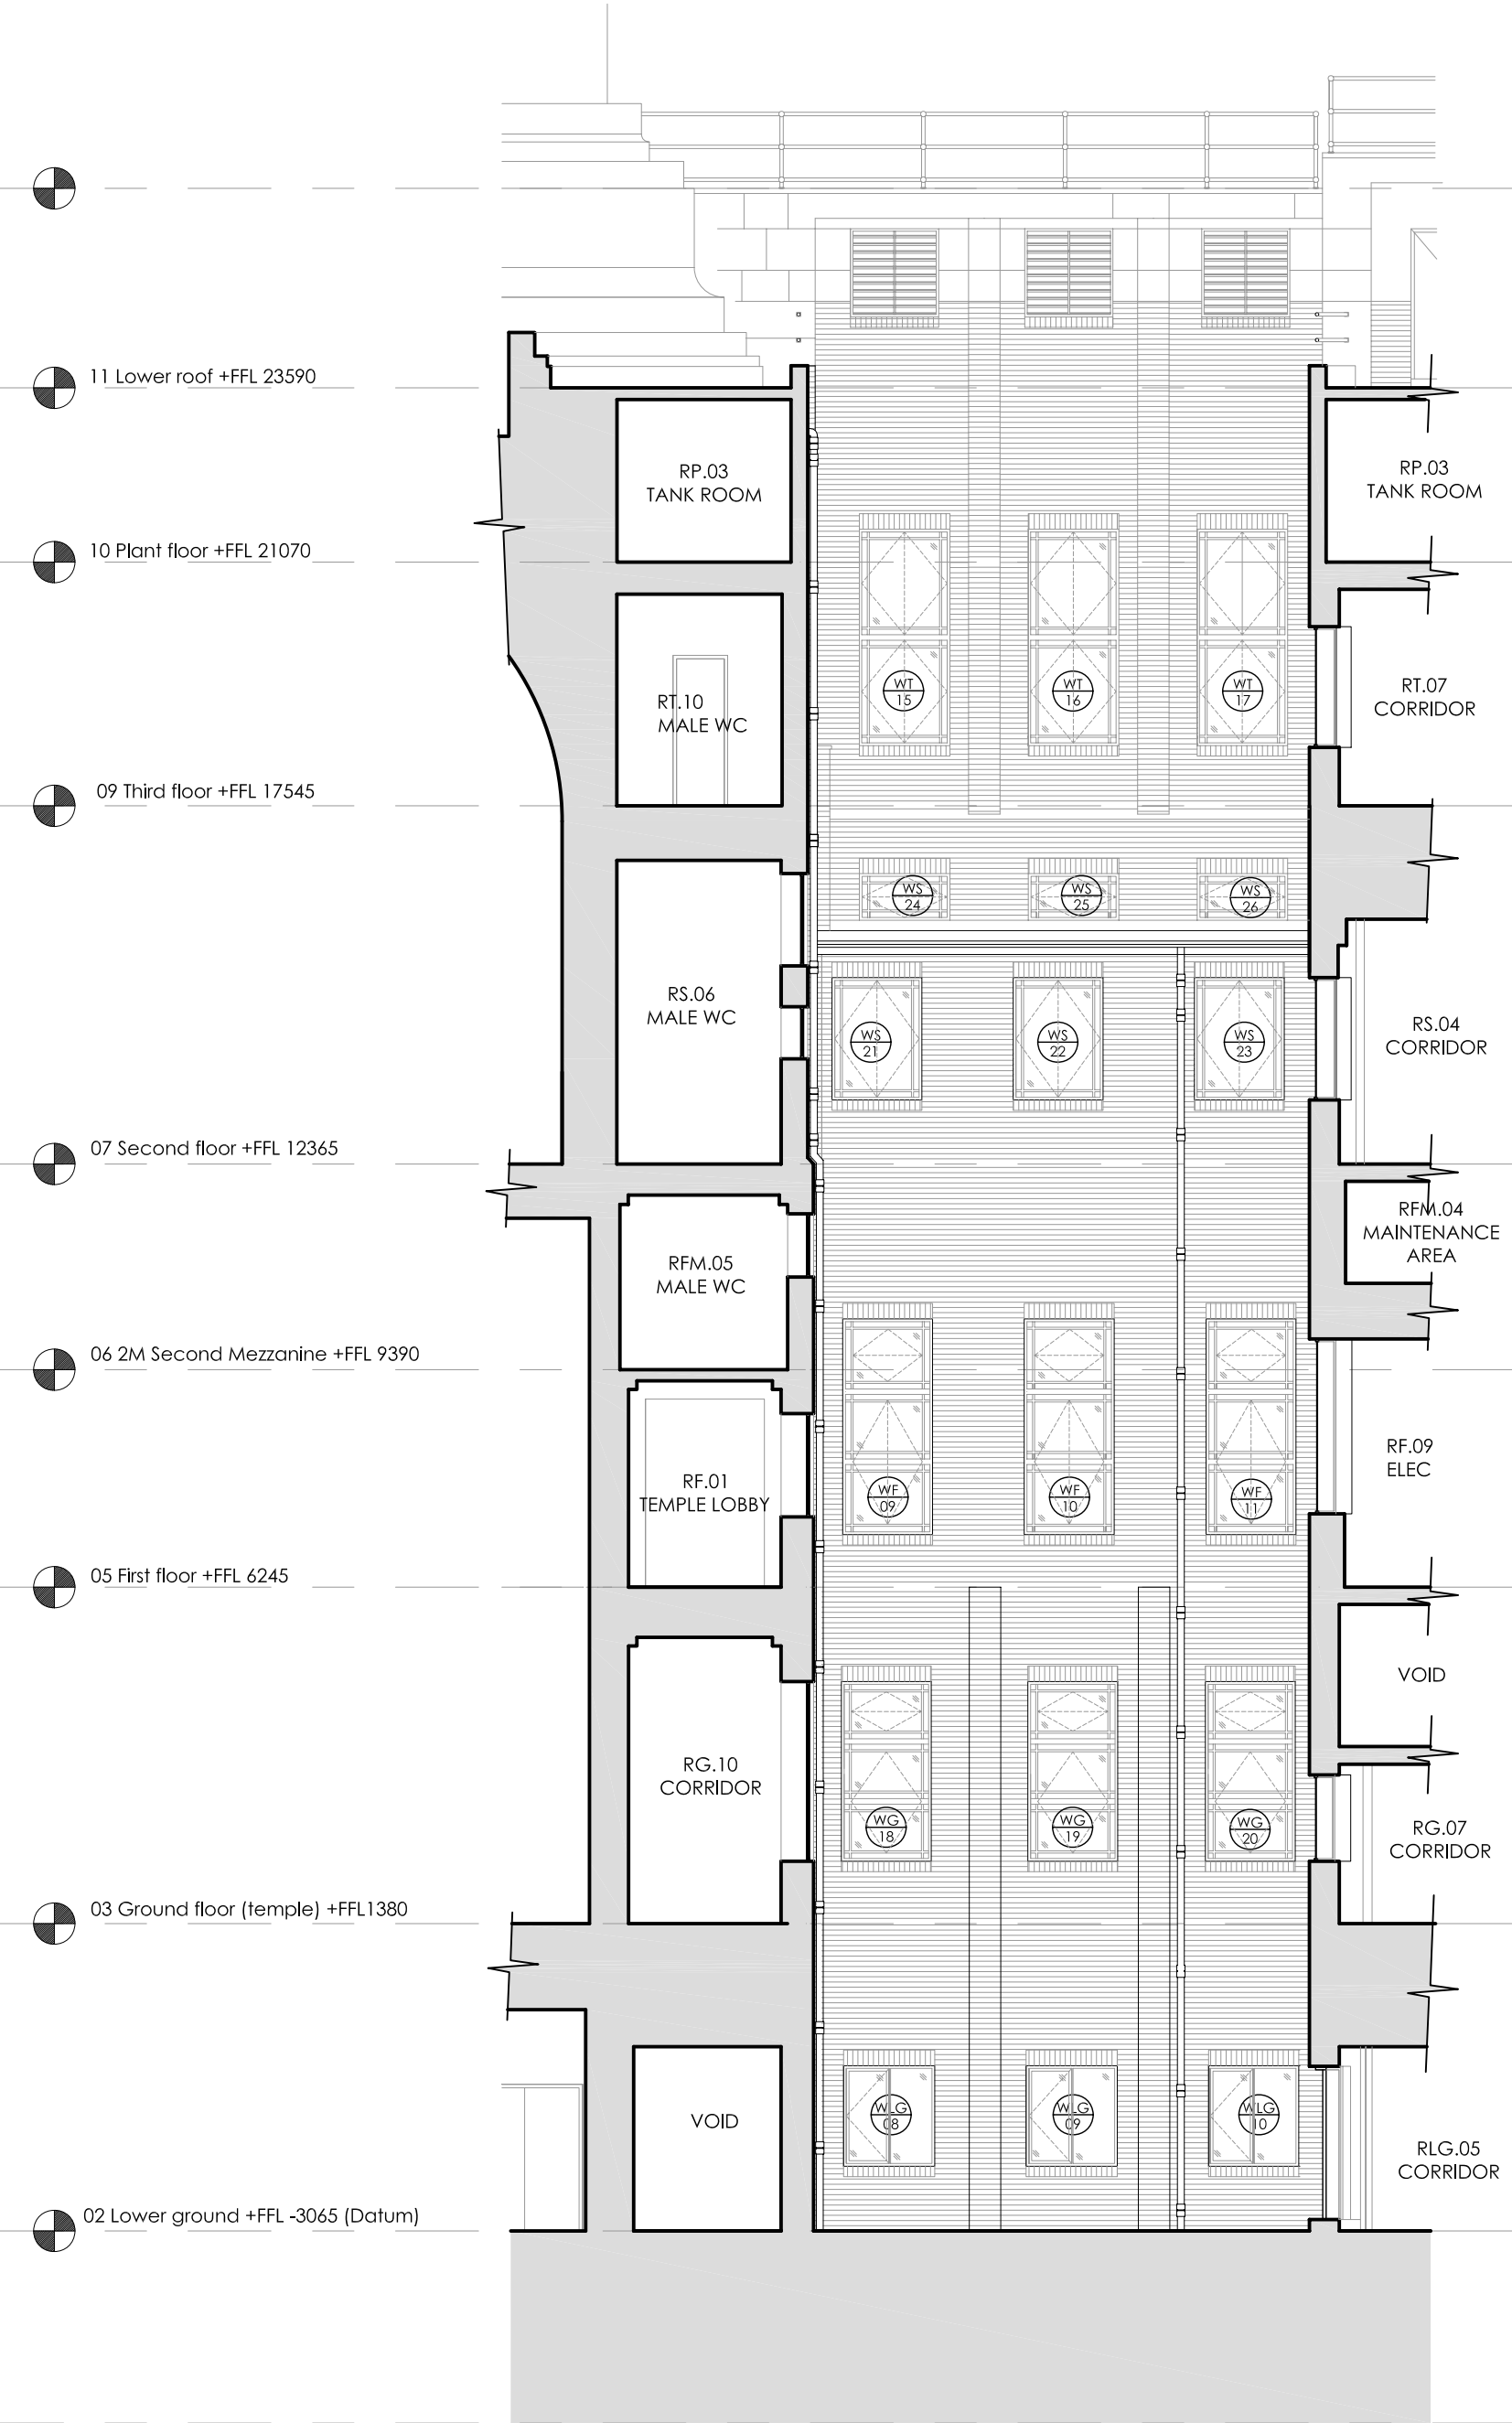 11 Lower roof +FFL 23590
RP.03
TANK ROOM
RP.03
TANK ROOM
10 Plant floor +FFL 21070
WT
15
WT
16
WT
17
RT.10
MALE WC
RT.07
CORRIDOR
09 Third floor +FFL 17545
WS
24
WS
25
WS
26
RS.06
MALE WC
WS
21
WS
22
WS
23
RS.04
CORRIDOR
07 Second floor +FFL 12365
RFM.05
MALE WC
RFM.04
MAINTENANCE
AREA
06 2M Second Mezzanine +FFL 9390
RF.01
TEMPLE LOBBY
WF
09
WF
10
WF
11
RF.09
ELEC
05 First floor +FFL 6245
VOID
RG.10
CORRIDOR
WG
18
WG
19
WG
20
RG.07
CORRIDOR
03 Ground floor (temple) +FFL1380
VOID
WLG
08
WLG
09
WLG
10
RLG.05
CORRIDOR
02 Lower ground +FFL -3065 (Datum)